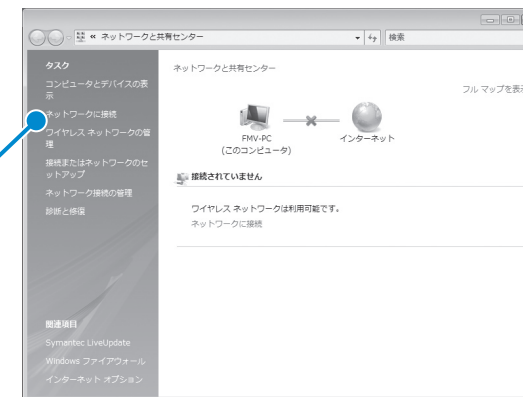 « ネットワークと共有センター
検索
タスク
コンピュータとデバイスの表
示
ネットワークに接続
ワイヤレス ネットワークの管
理
接続またはネットワークのセ
ットアップ
ネットワーク接続の管理
診断と修復
関連項目
Symantec LiveUpdate
Windows ファイアウォール
インターネット オプション
ネットワークと共有センター
フル マップを表示
FMV-PC
(このコンピュータ)
インターネット
接続されていません
ワイヤレス ネットワークは利用可能です。
ネットワークに接続